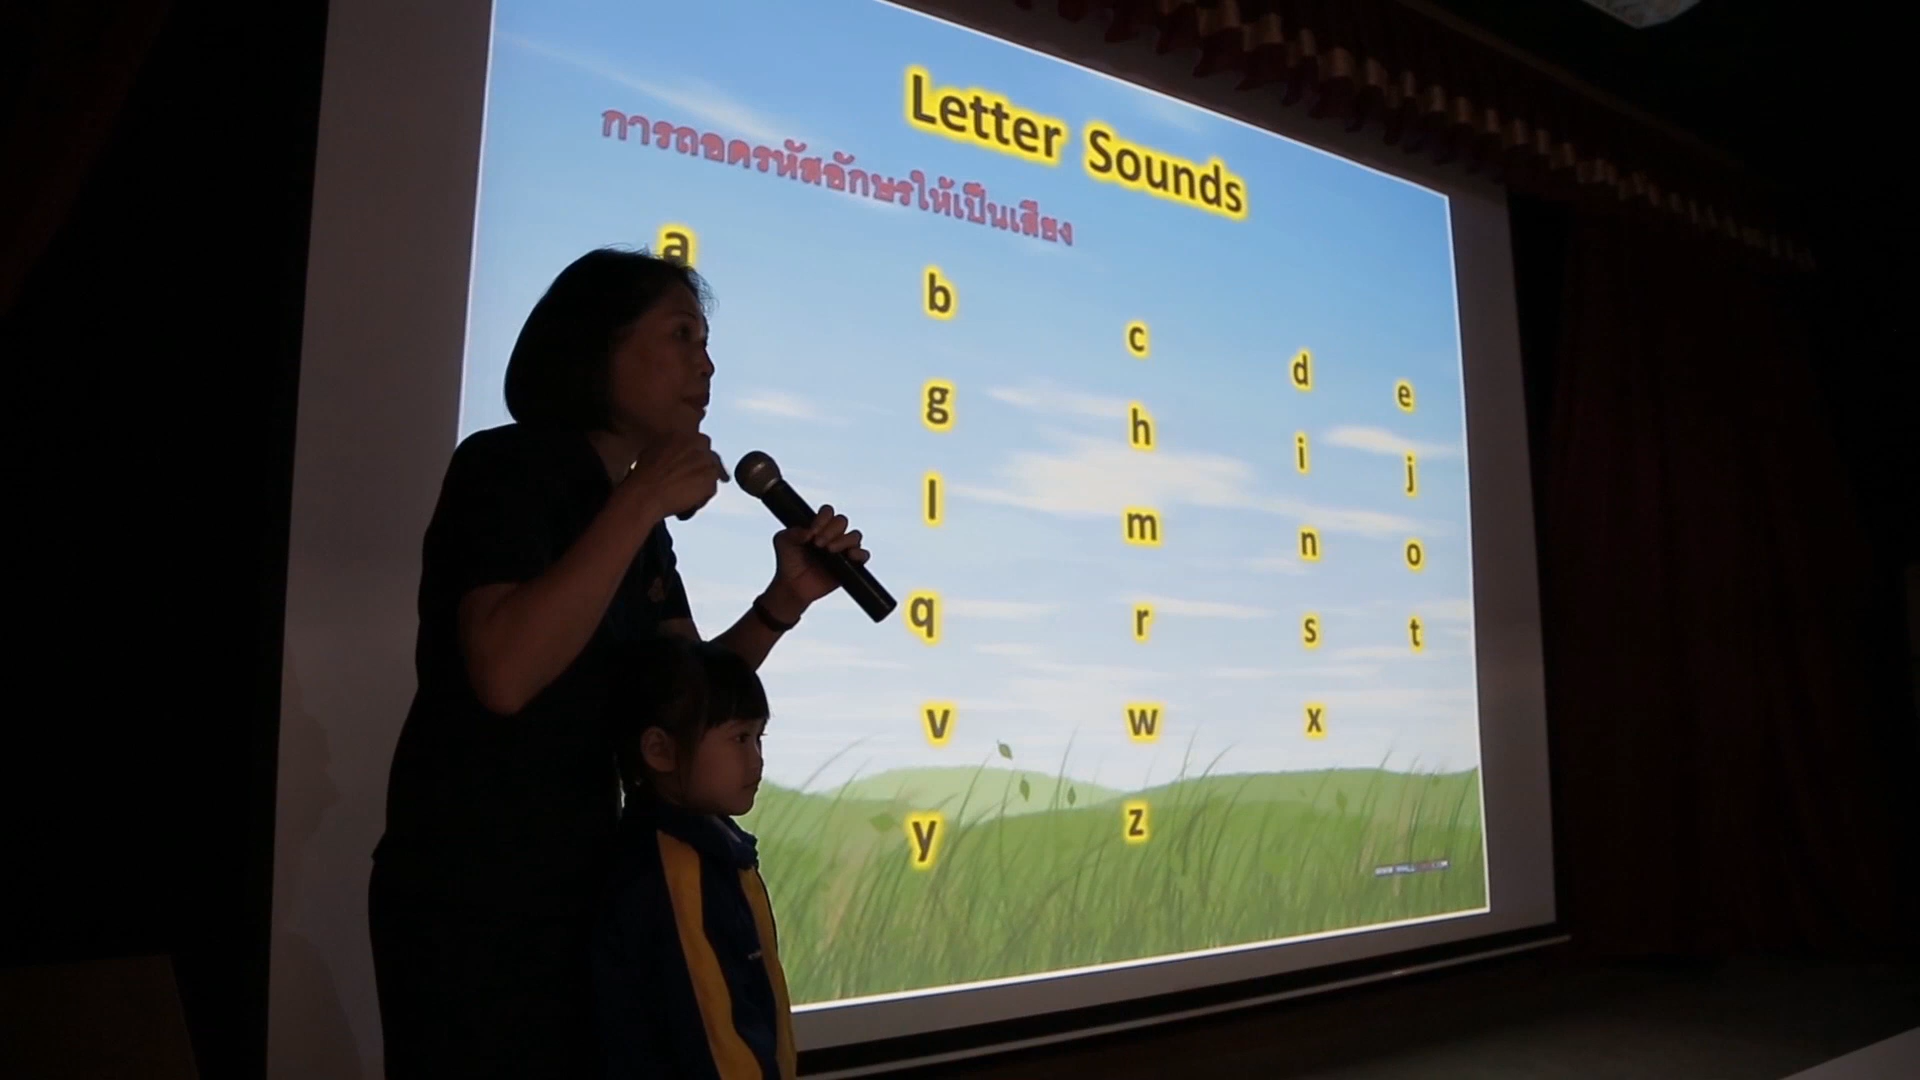 Letter Sounds
การถอดรหัสอักษรให้เป็นเสียง
a b c d e
g h i j
l m n o
q r s t
v w x
y z